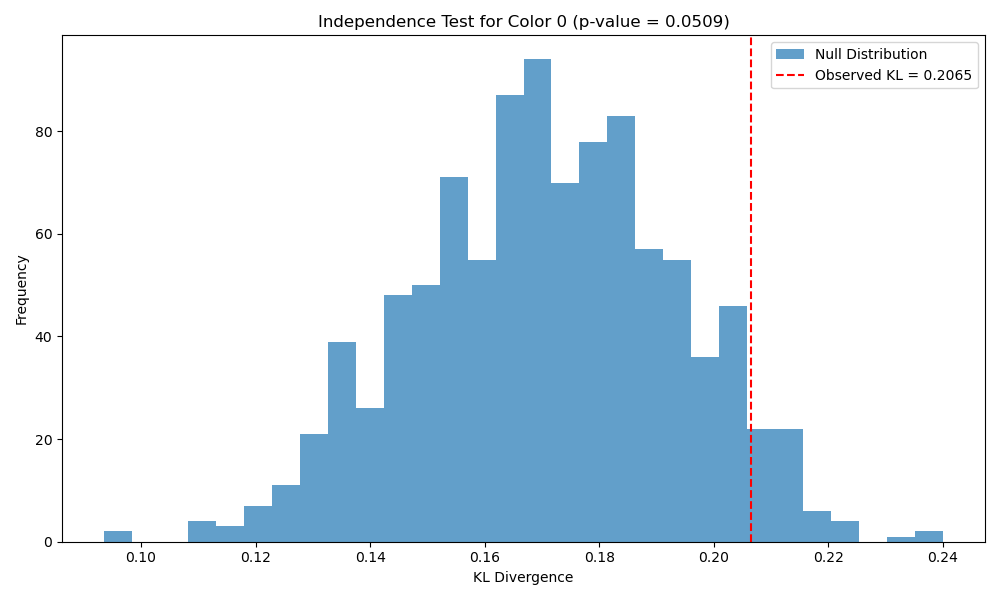 Independence Test for Color 0 (p-value = 0.0509)
Null Distribution
Observed KL = 0.2065
80
60
40
20
0
Frequency
0.10 0.12 0.14 0.16 0.18 0.20 0.22 0.24
KL Divergence